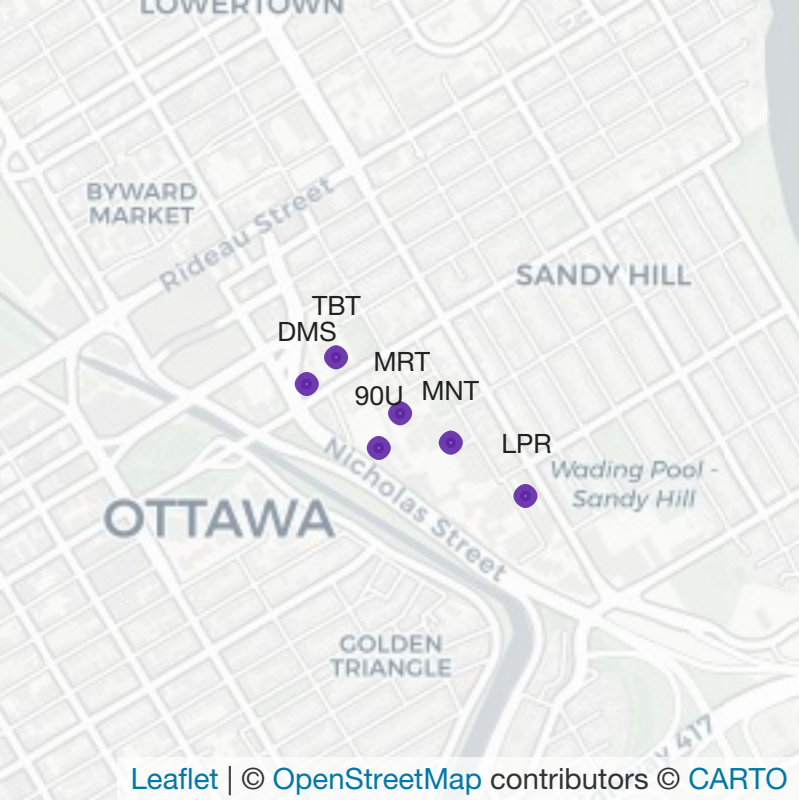 LOWERTOWN
BYWARD
MARKET
Rideau Street
SANDY HILL
TBT
DMS
MRT
90U
MNT
LPR
Nicholas Street
Wading Pool -
Sandy Hill
OTTAWA
GOLDEN
TRIANGLE
417
Leaflet | © OpenStreetMap contributors © CARTO